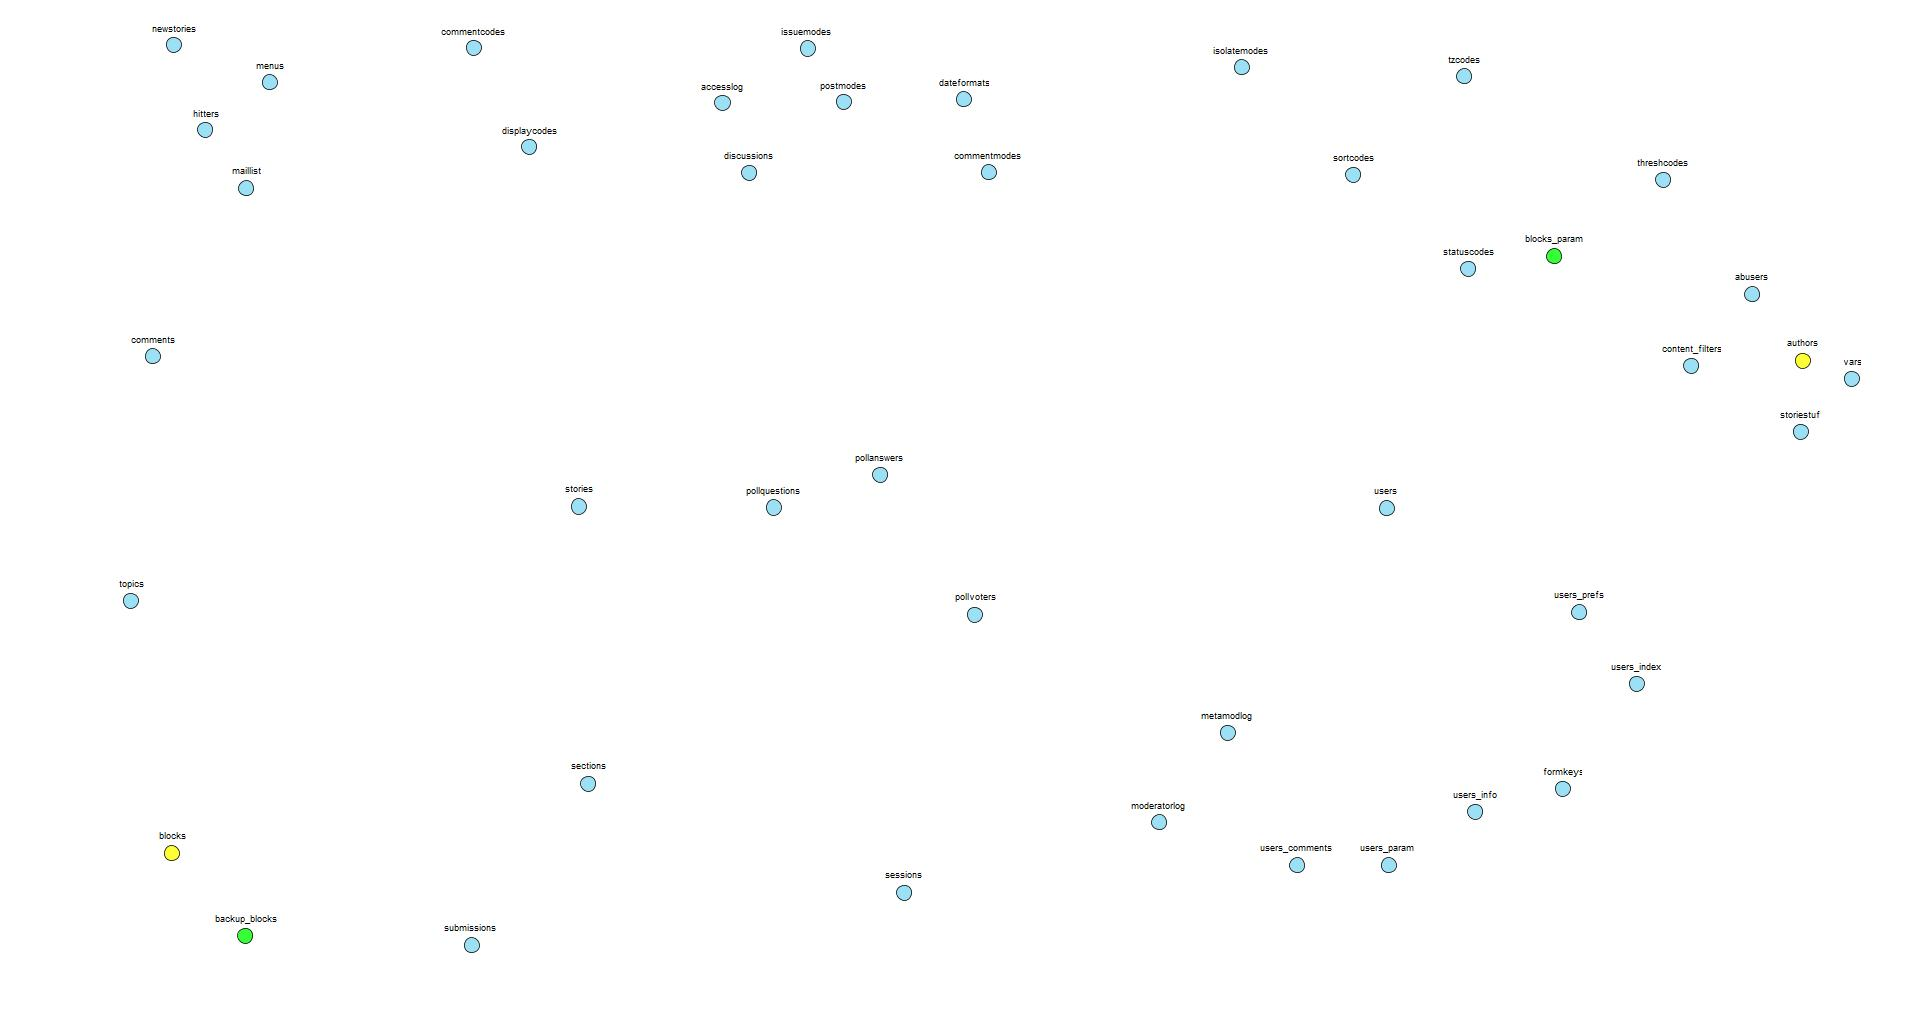 newstories
commentcodes
issuemodes
isolatemodes
tzcodes
menus
accesslog
postmodes
dateformats
hitters
displaycodes
discussions
commentmodes
sortcodes
threshcodes
maillist
blocks_param
statuscodes
abusers
comments
content_filters
authors
vars
storiestuf
pollanswers
stories
pollquestions
users
topics
pollvoters
users_prefs
users_index
metamodlog
sections
formkeys
users_info
moderatorlog
blocks
users_comments
users_param
sessions
backup_blocks
submissions